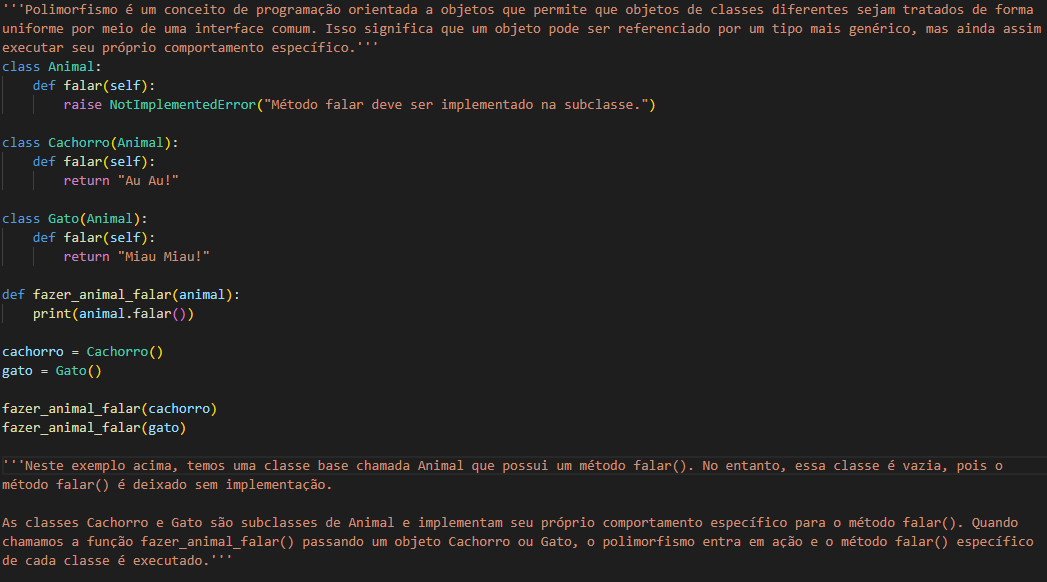 '''Polimorfismo é um conceito de programação orientada a objetos que permite que objetos de classes diferentes sejam tratados de forma
uniforme por meio de uma interface comum. Isso significa que um objeto pode ser referenciado por um tipo mais genérico, mas ainda assim
executar seu próprio comportamento específico.'''
class Animal:
    def falar(self):
        raise NotImplementedError("Método falar deve ser implementado na subclasse.")

class Cachorro(Animal):
    def falar(self):
        return "Au Au!"

class Gato(Animal):
    def falar(self):
        return "Miau Miau!"

def fazer_animal_falar(animal):
    print(animal.falar())

cachorro = Cachorro()
gato = Gato()

fazer_animal_falar(cachorro)
fazer_animal_falar(gato)

'''Neste exemplo acima, temos uma classe base chamada Animal que possui um método falar(). No entanto, essa classe é vazia, pois o
método falar() é deixado sem implementação.

As classes Cachorro e Gato são subclasses de Animal e implementam seu próprio comportamento específico para o método falar(). Quando
chamamos a função fazer_animal_falar() passando um objeto Cachorro ou Gato, o polimorfismo entra em ação e o método falar() específico
de cada classe é executado.'''